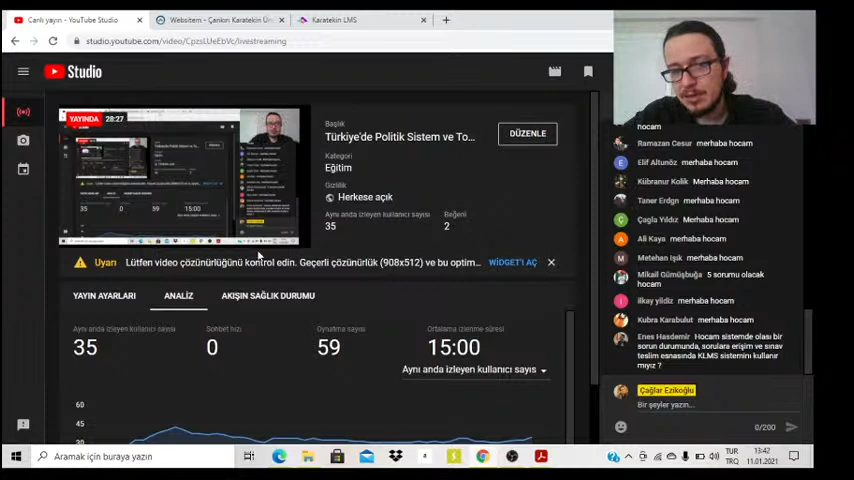 Canlı yayın - YouTube Studio
Websitem - Çankırı Karatekin Ün
Karatekin LMS
studio.youtube.com/video/CpzsLUeEbVc/livestreaming
Studio
YAYINDA 28:27
Başlık
Türkiye'de Politik Sistem ve To...
DÜZENLE
Kategori
Eğitim
Gizlilik
Herkese açık
Aynı anda izleyen kullanıcı sayısı
Beğeni
35
2
Uyarı
Lütfen video çözünürlüğünü kontrol edin. Geçerli çözünürlük (908x512) ve bu optim...
WİDGET'I AÇ
YAYIN AYARLARI
ANALİZ
AKIŞIN SAĞLIK DURUMU
Aynı anda izleyen kullanıcı sayısı
Sohbet hızı
Oynatma sayısı
Ortalama izlenme süresi
35
0
59
15:00
Aynı anda izleyen kullanıcı sayıs
60
45
30
hocam
Ramazan Cesur merhaba hocam
Elif Altunöz merhaba hocam
Kübranur Kolik Merhaba hocam
Taner Erdgn merhaba hocam
Çagla Yıldız merhaba hocam
Ali Kaya merhaba hocam
Metehan Işık merhaba hocam
Mikail Gümüşbuğa 5 sorumu olacak
hocam
ilkay yildiz merhaba hocam
Kubra Karabulut merhaba hocam
Enes Hasdemir Hocam sistemde olası bir
sorun durumunda, sorulara erişim ve sınav
teslim esnasında KLMS sistemini kullanır
mıyız ?
Çağlar Ezikoğlu
Bir şeyler yazın...
0/200
Aramak için buraya yazın
TUR
TRQ
13:42
11.01.2021